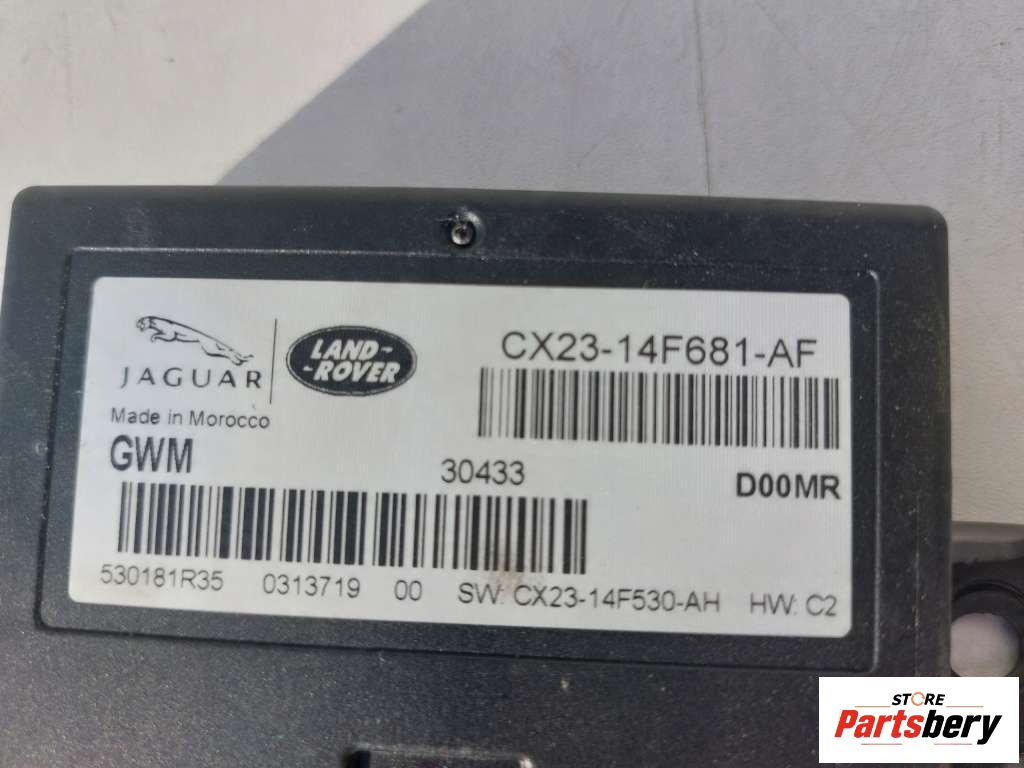 JAGUAR
LAND-
-ROVER
CX23-14F681-AF
Made in Morocco
GWM
30433
D00MR
530181R35 0313719 00 SW: CX23-14F530-AH HW: C2
STORE
Partsbery